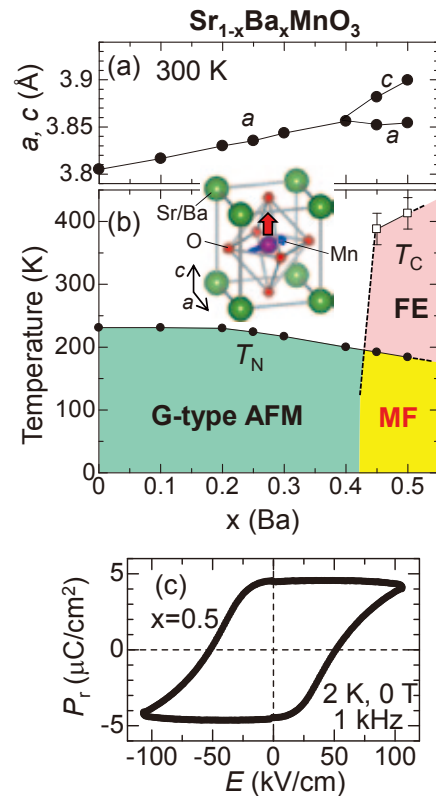 Sr1-xBaxMnO3
(a) 300 K
a, c (Å)
3.9
3.85
3.8
c
a
a
(b)
Temperature (K)
400
300
200
100
0
Sr/Ba
O
Mn
c
a
TC
FE
TN
G-type AFM
MF
0 0.1 0.2 0.3 0.4 0.5
x (Ba)
(c)
x=0.5
Pr (μC/cm2)
5
0
-5
2 K, 0 T
1 kHz
-100 -50 0 50 100
E (kV/cm)